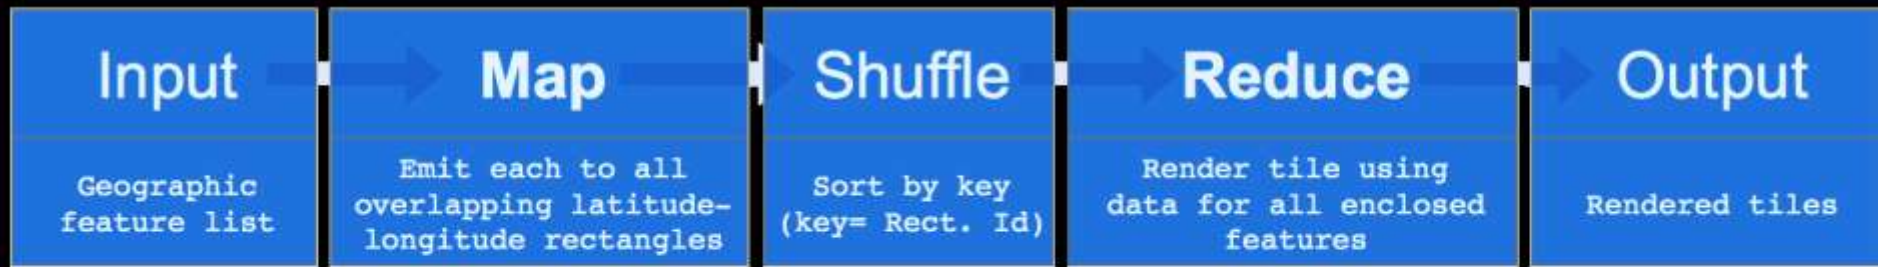 Input
Map
Shuffle
Reduce
Output
Geographic
feature list
Emit each to all
overlapping latitude-
longitude rectangles
Sort by key
(key= Rect. Id)
Render tile using
data for all enclosed
features
Rendered tiles